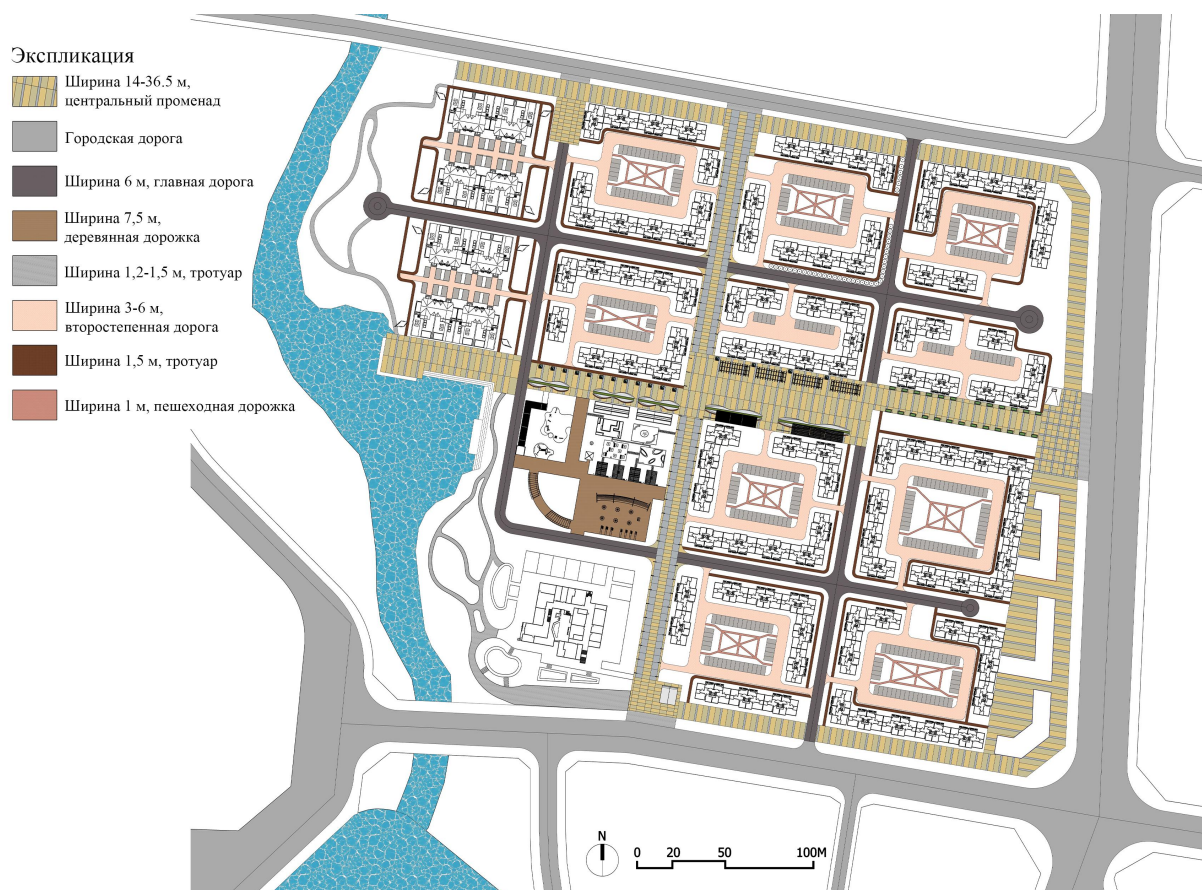 Экспликация
Ширина 14-36.5 м,
центральный променад
Городская дорога
Ширина 6 м, главная дорога
Ширина 7,5 м,
деревянная дорожка
Ширина 1,2-1,5 м, тротуар
Ширина 3-6 м,
второстепенная дорога
Ширина 1,5 м, тротуар
Ширина 1 м, пешеходная дорожка
N
0 20 50 100М